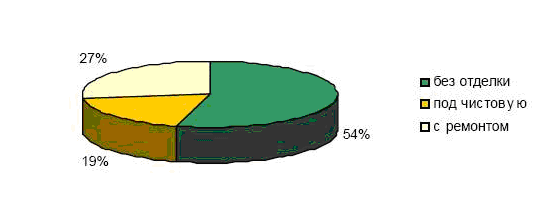 27%
без отделки
под чистовую
с ремонтом
54%
19%